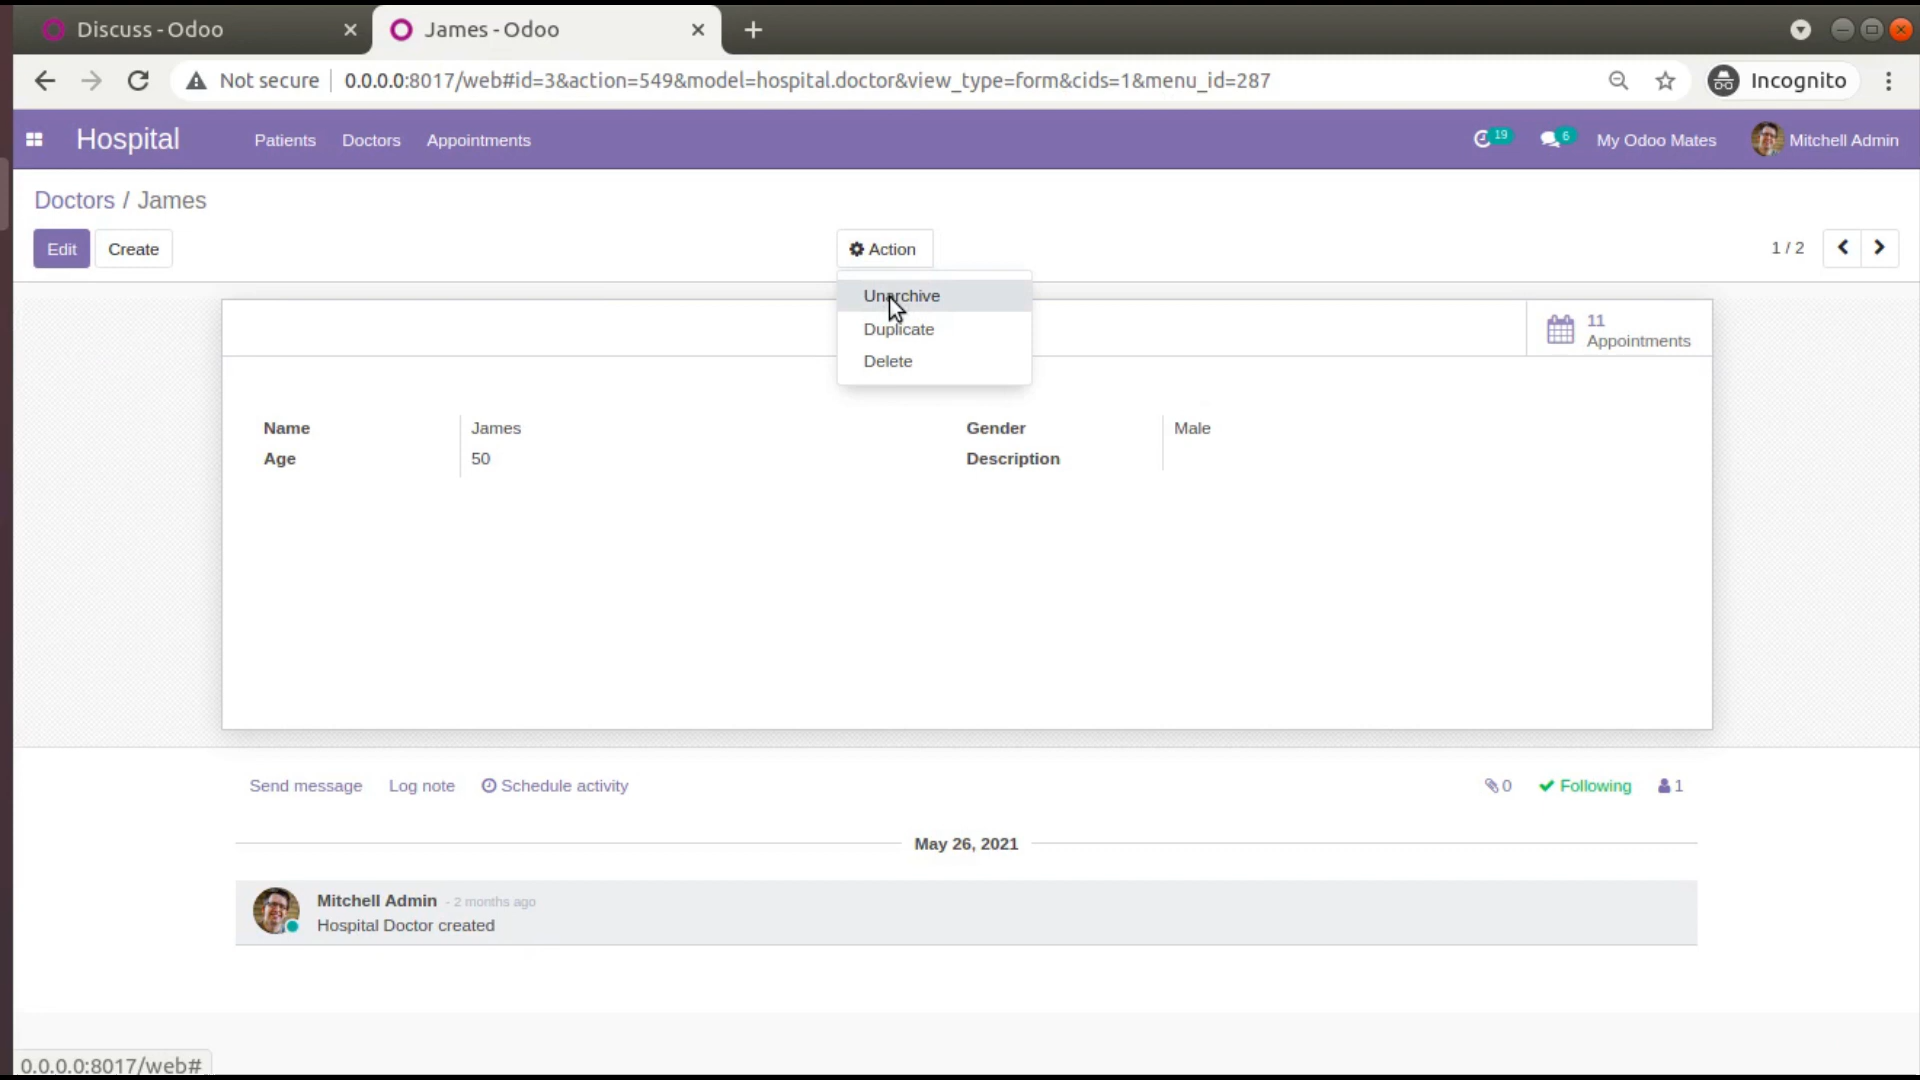 Discuss - Odoo
James - Odoo
Not secure
0.0.0.0:8017/web#id=3&action=549&model=hospital.doctor&view_type=form&cids=1&menu_id=287
Incognito
Hospital
Patients
Doctors
Appointments
19
6
My Odoo Mates
Mitchell Admin
Doctors / James
Edit
Create
Action
1 / 2
Unarchive
Duplicate
Delete
11
Appointments
Name
James
Gender
Male
Age
50
Description
Send message
Log note
Schedule activity
0
Following
1
May 26, 2021
Mitchell Admin - 2 months ago
Hospital Doctor created
0.0.0.0:8017/web#